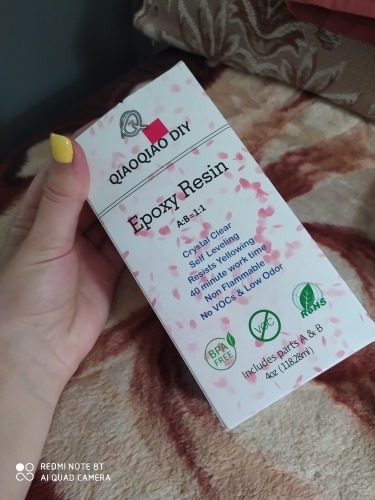 QIAOQIAO DIY
Epoxy Resin
A:B=1:1
Crystal Clear
Self Leveling
Resists Yellowing
40 minute work time
Non Flammable
No VOCs & Low Odor
BPA
FREE
VOC
RoHS
Includes parts A & B
4oz (118.28ml)
REDMI NOTE 8T
AI QUAD CAMERA